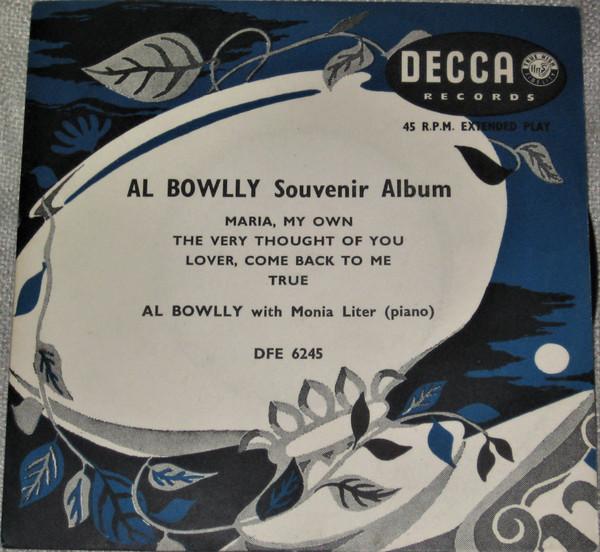 DECCA
RECORDS
45 R.P.M. EXTENDED PLAY
AL BOWLLY Souvenir Album
MARIA, MY OWN
THE VERY THOUGHT OF YOU
LOVER, COME BACK TO ME
TRUE
AL BOWLLY with Monia Liter (piano)
DFE 6245